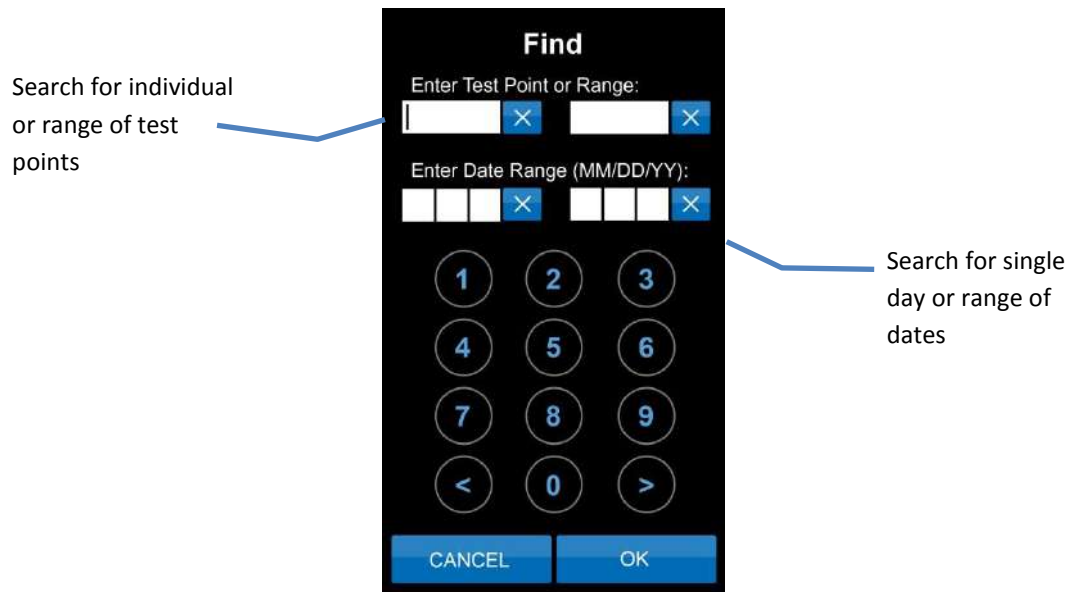 Find
Search for individual
or range of test
points
Enter Test Point or Range:
Enter Date Range (MM/DD/YY):
Search for single
day or range of
dates
1 2 3
4 5 6
7 8 9
< 0 >
CANCEL OK